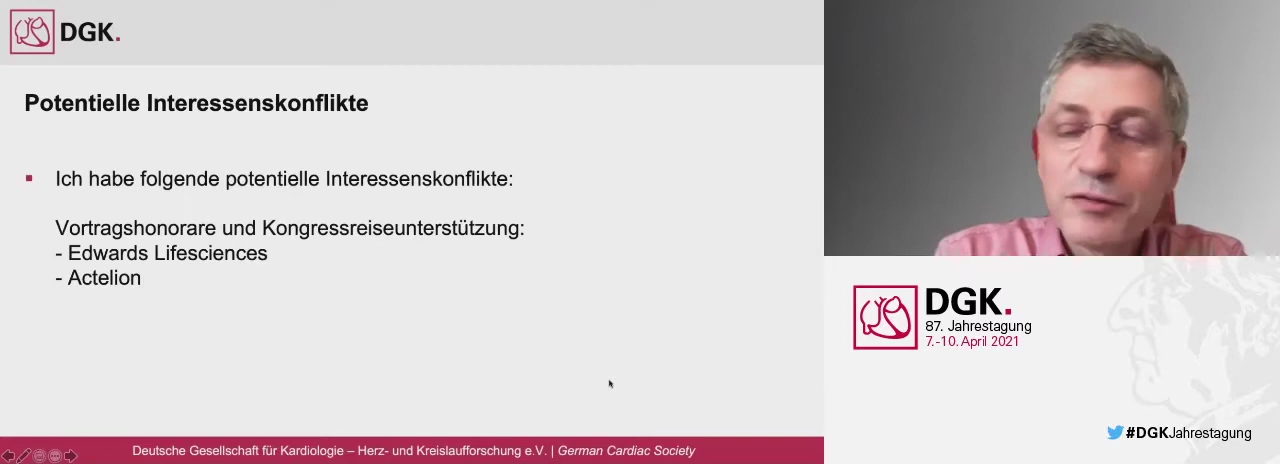 DGK.
Potentielle Interessenskonflikte
Ich habe folgende potentielle Interessenskonflikte:
Vortragshonorare und Kongressreiseunterstützung:
- Edwards Lifesciences
- Actelion
Deutsche Gesellschaft für Kardiologie – Herz- und Kreislaufforschung e.V. | German Cardiac Society
DGK.
87. Jahrestagung
7.-10. April 2021
#DGKJahrestagung